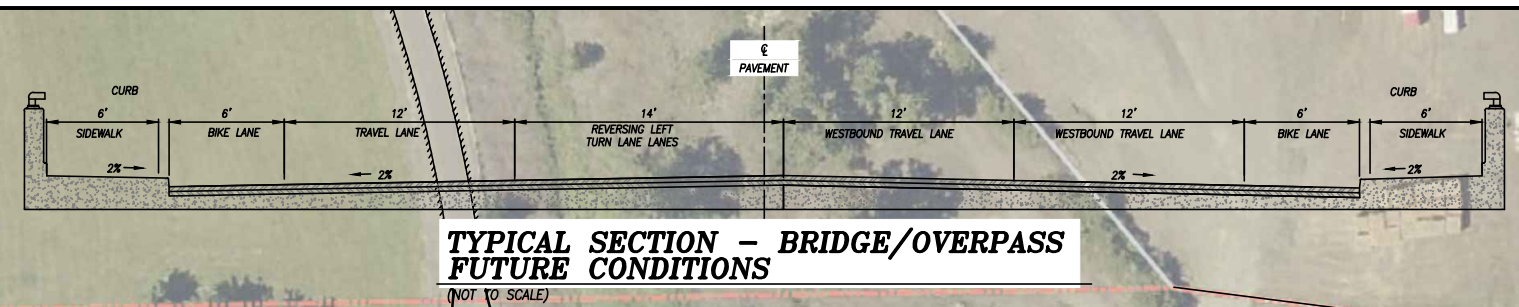 ℄
PAVEMENT
CURB
CURB
6'
6'
12'
14'
12'
12'
6'
6'
SIDEWALK
BIKE LANE
TRAVEL LANE
REVERSING LEFT
TURN LANE LANES
WESTBOUND TRAVEL LANE
WESTBOUND TRAVEL LANE
BIKE LANE
SIDEWALK
2%
2%
2%
2%
TYPICAL SECTION - BRIDGE/OVERPASS
FUTURE CONDITIONS
(NOT TO SCALE)